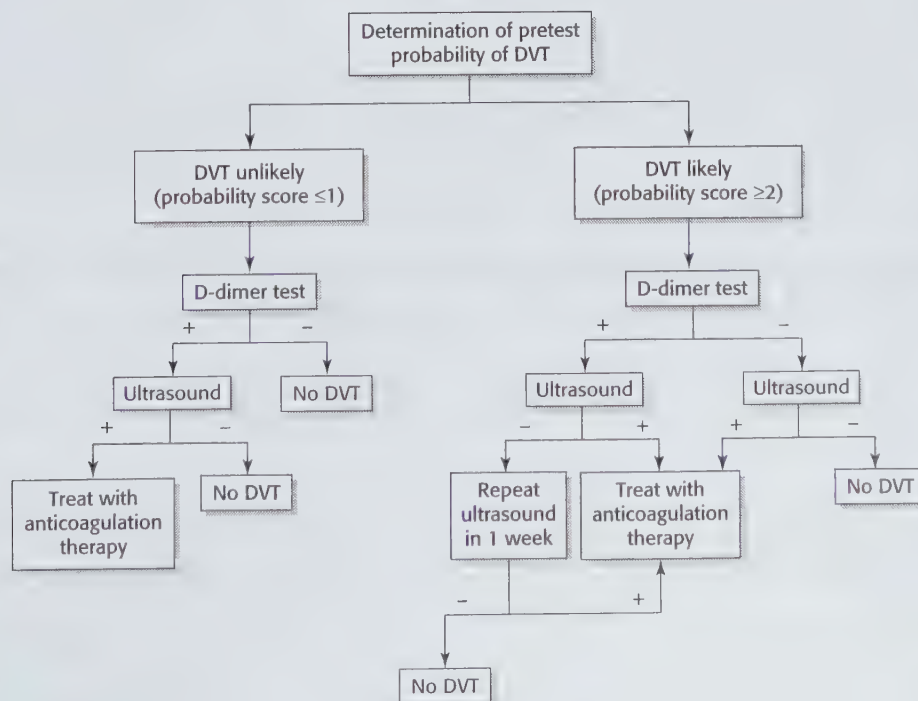 Determination of pretest
probability of DVT
DVT unlikely
(probability score ≤1)
DVT likely
(probability score ≥2)
D-dimer test
D-dimer test
+
−
+
−
Ultrasound
No DVT
Ultrasound
Ultrasound
+
−
−
+
+
−
Treat with
anticoagulation
therapy
No DVT
Repeat
ultrasound
in 1 week
Treat with
anticoagulation
therapy
No DVT
−
+
No DVT